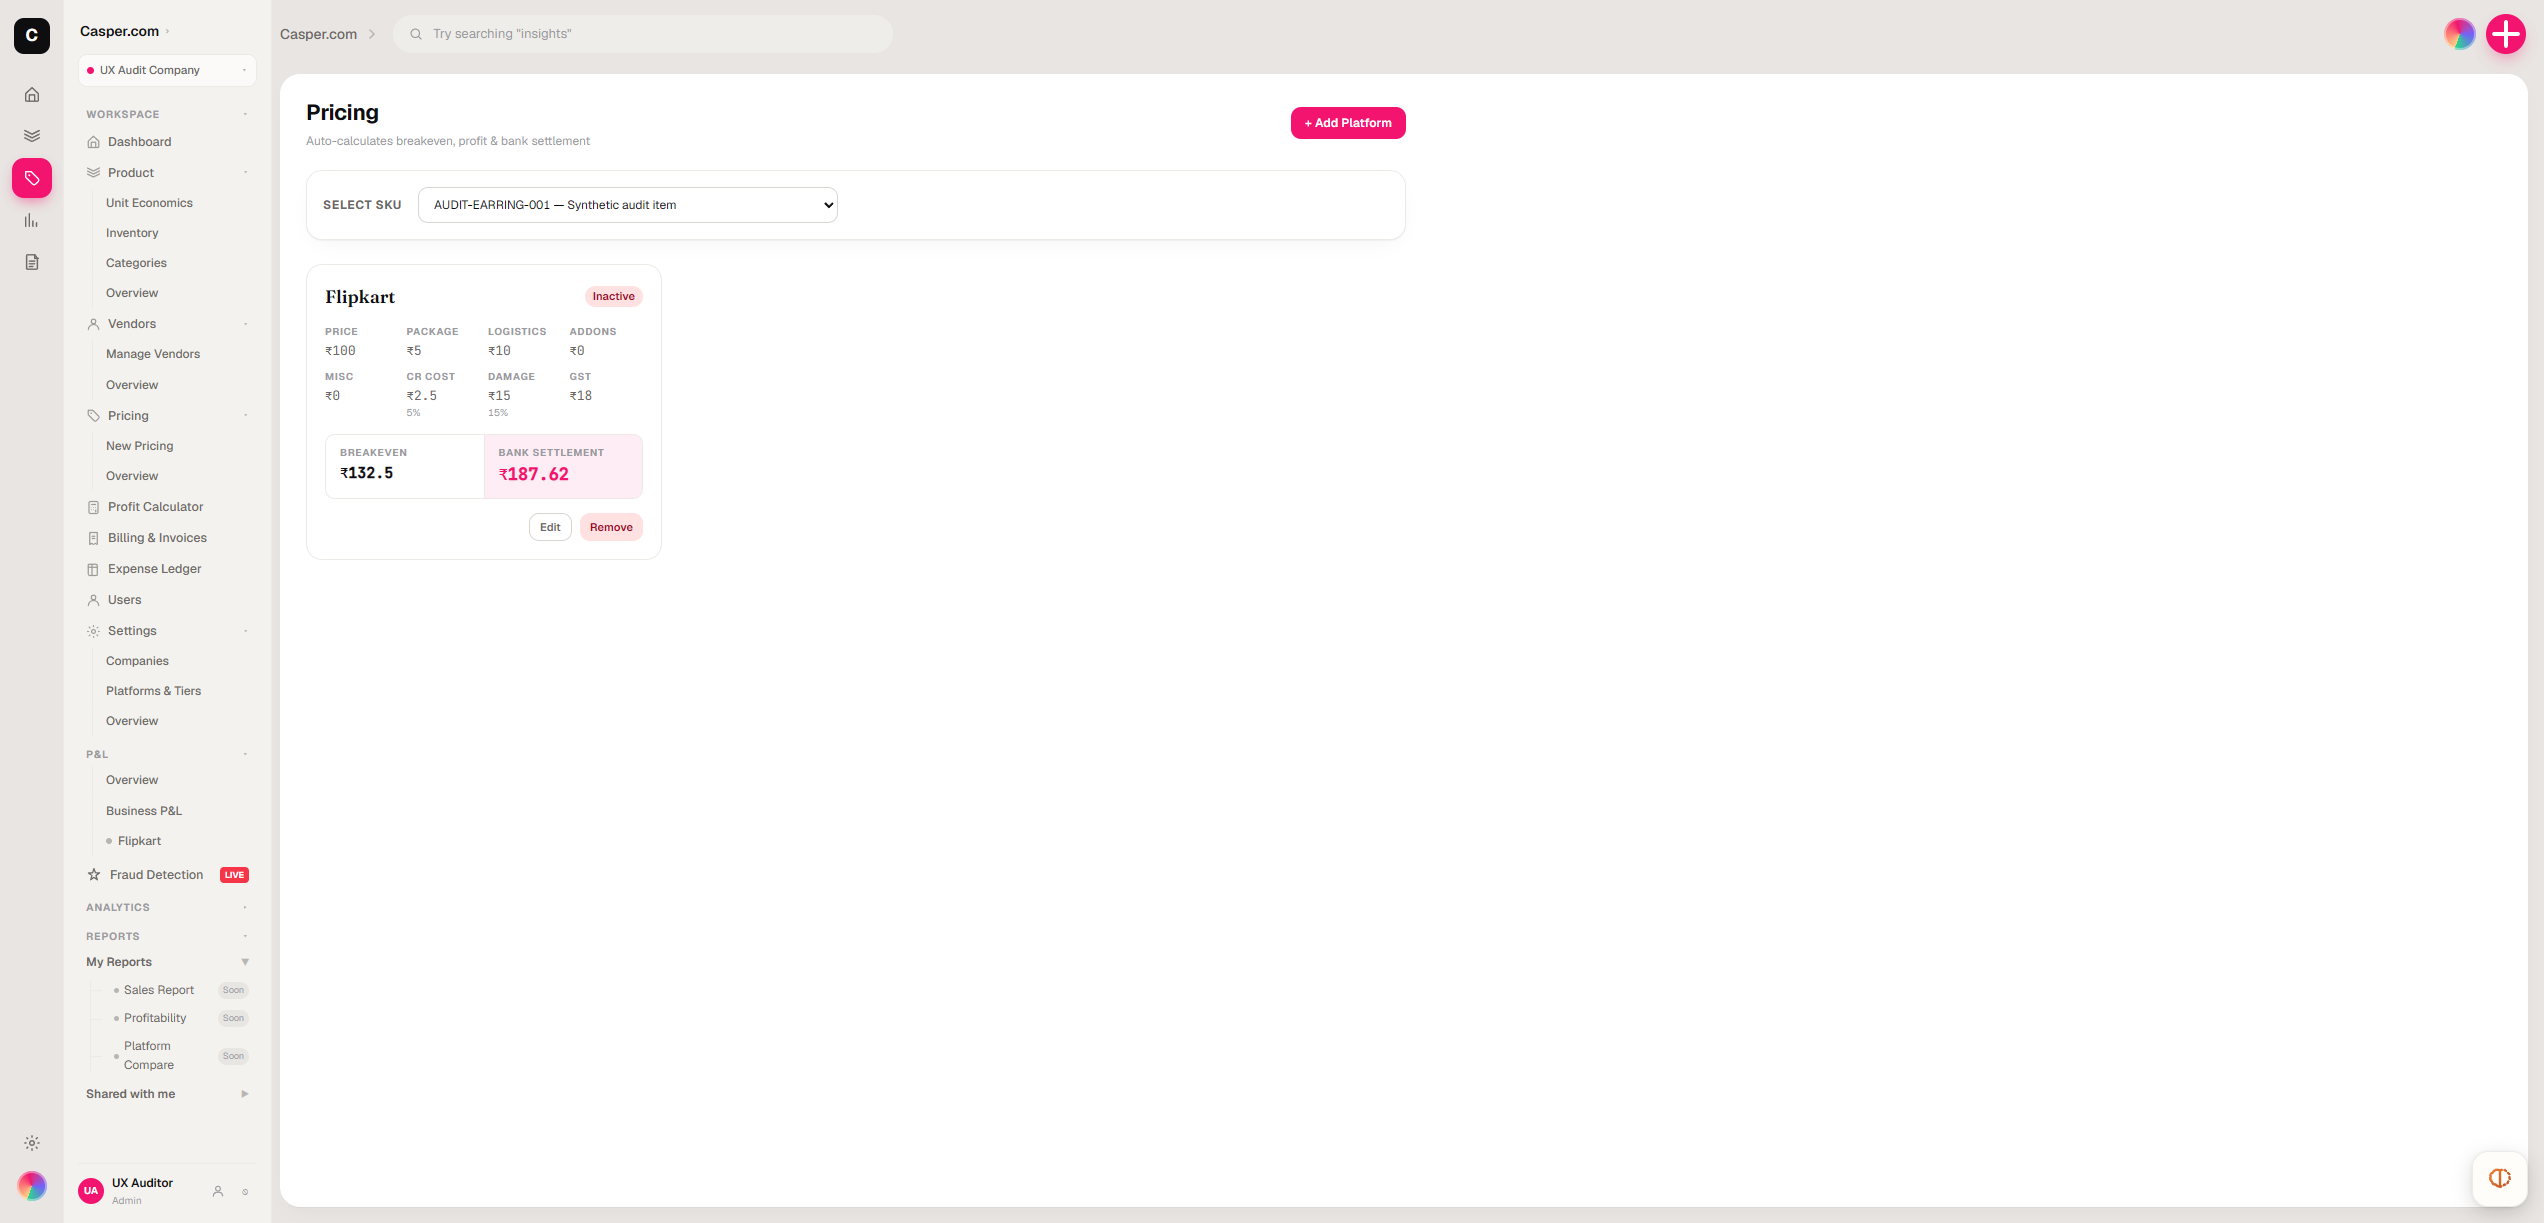 C
Casper.com ›
UX Audit Company
WORKSPACE
Dashboard
Product
Unit Economics
Inventory
Categories
Overview
Vendors
Manage Vendors
Overview
Pricing
New Pricing
Overview
Profit Calculator
Billing & Invoices
Expense Ledger
Users
Settings
Companies
Platforms & Tiers
Overview
P&L
Overview
Business P&L
Flipkart
Fraud Detection LIVE
ANALYTICS
REPORTS
My Reports
Sales Report Soon
Profitability Soon
Platform
Compare Soon
Shared with me
UA UX Auditor
Admin
Casper.com
Try searching "insights"
Pricing
Auto-calculates breakeven, profit & bank settlement
+ Add Platform
SELECT SKU AUDIT-EARRING-001 — Synthetic audit item
Flipkart Inactive
PRICE PACKAGE LOGISTICS ADDONS
₹100 ₹5 ₹10 ₹0
MISC CR COST DAMAGE GST
₹0 ₹2.5 ₹15 ₹18
5% 15%
BREAKEVEN BANK SETTLEMENT
₹132.5 ₹187.62
Edit Remove